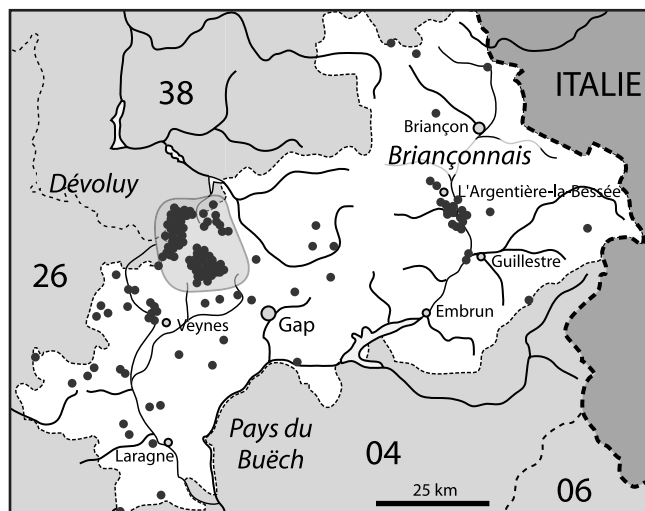 ITALIE
38
Briançon
Briançonnais
Dévoluy
L'Argentière-la-Bessée
26
Guillestre
Embrun
Veynes
Gap
Pays du
Buëch
04
Laragne
25 km
06